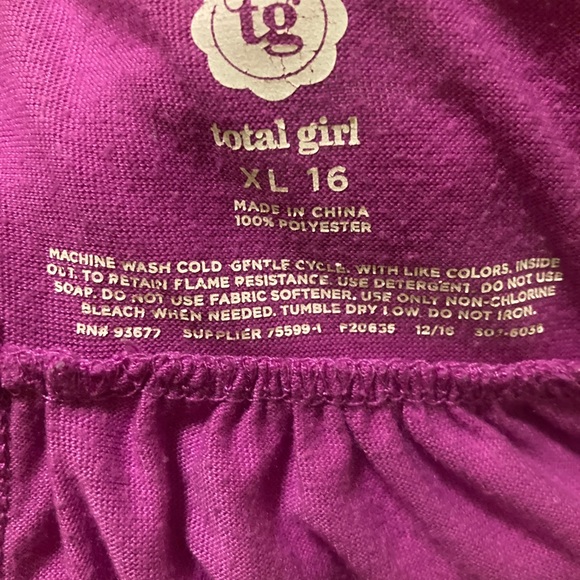 tg
total girl
XL 16
MADE IN CHINA
100% POLYESTER
MACHINE WASH COLD GENTLE CYCLE. WITH LIKE COLORS, INSIDE
OUT. TO RETAIN FLAME RESISTANCE. USE DETERGENT. DO NOT USE
SOAP. DO NOT USE FABRIC SOFTENER. USE ONLY NON-CHLORINE
BLEACH WHEN NEEDED. TUMBLE DRY LOW. DO NOT IRON.
RN# 93677 SUPPLIER 75599-1 F20635 12/16